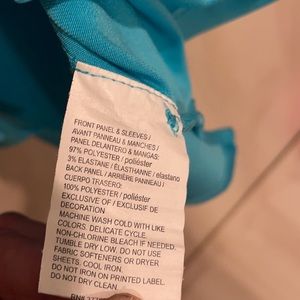 FRONT PANEL & SLEEVES /
AVANT PANNEAU & MANCHES /
PANEL DELANTERO & MANGAS:
97% POLYESTER / poliéster
3% ELASTANE / ÉLASTHANNE / elastano
BACK PANEL / ARRIÈRE PANNEAU /
CUERPO TRASERO:
100% POLYESTER / poliéster
EXCLUSIVE OF / EXCLUSIF DE
DECORATION
MACHINE WASH COLD WITH LIKE
COLORS. DELICATE CYCLE.
NON-CHLORINE BLEACH IF NEEDED.
TUMBLE DRY LOW. DO NOT USE
FABRIC SOFTENERS OR DRYER
SHEETS. COOL IRON.
DO NOT IRON ON PRINTED LABEL.
DO NOT DRY CLEAN.